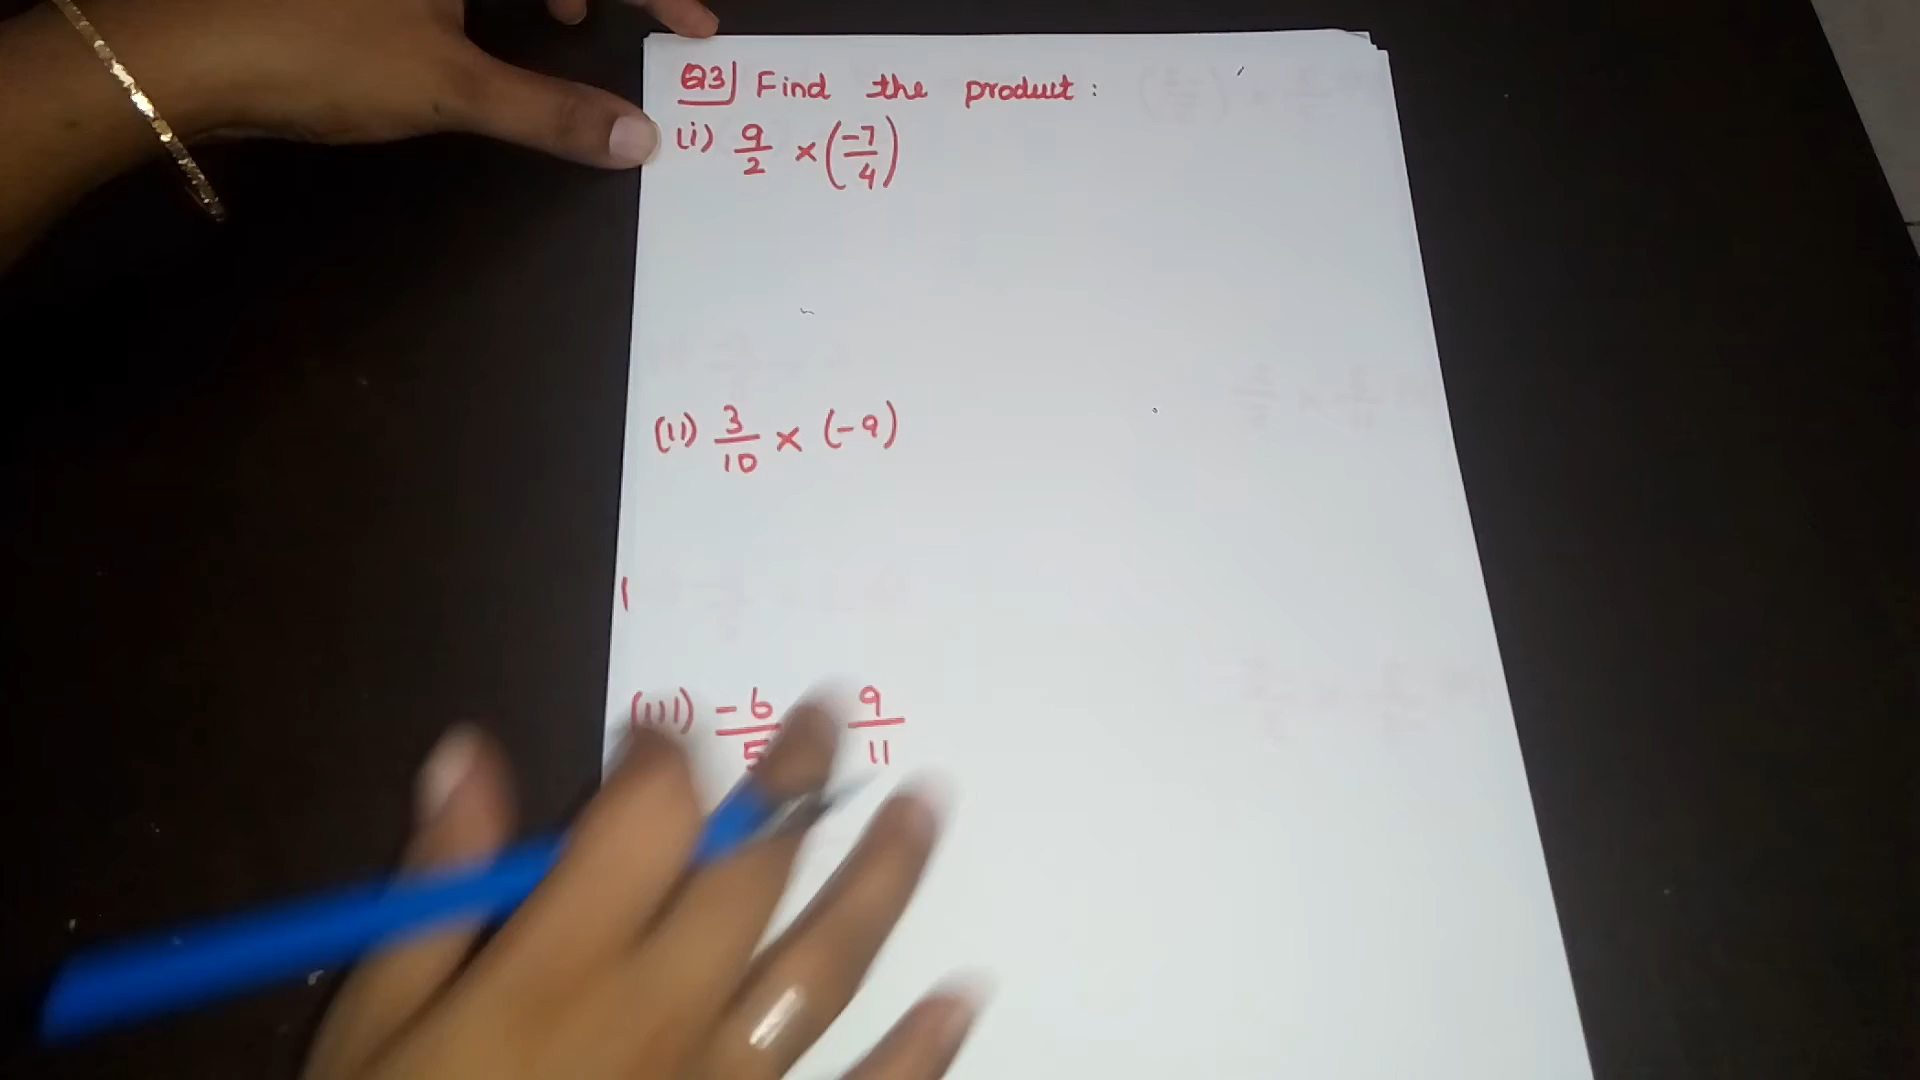 Q3] Find the product:
(i) 9/2 × (-7/4)
(ii) 3/10 × (-9)
(iii) -6/5 9/11